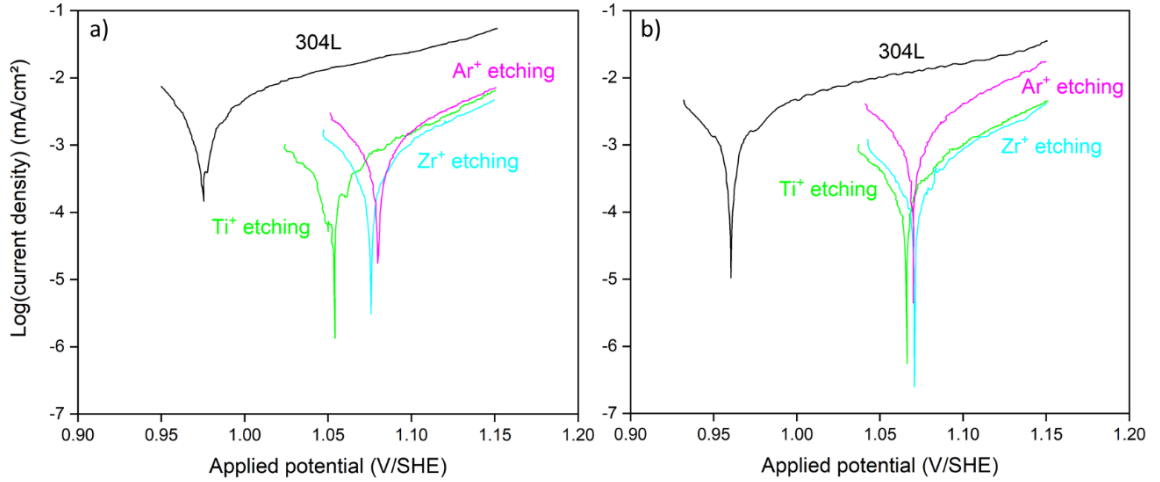 a)
304L
Ar⁺ etching
Zr⁺ etching
Ti⁺ etching
-1
-2
-3
-4
-5
-6
-7
0.90 0.95 1.00 1.05 1.10 1.15 1.20
Applied potential (V/SHE)
Log(current density) (mA/cm²)
b)
304L
Ar⁺ etching
Zr⁺ etching
Ti⁺ etching
-1
-2
-3
-4
-5
-6
-7
0.90 0.95 1.00 1.05 1.10 1.15 1.20
Applied potential (V/SHE)